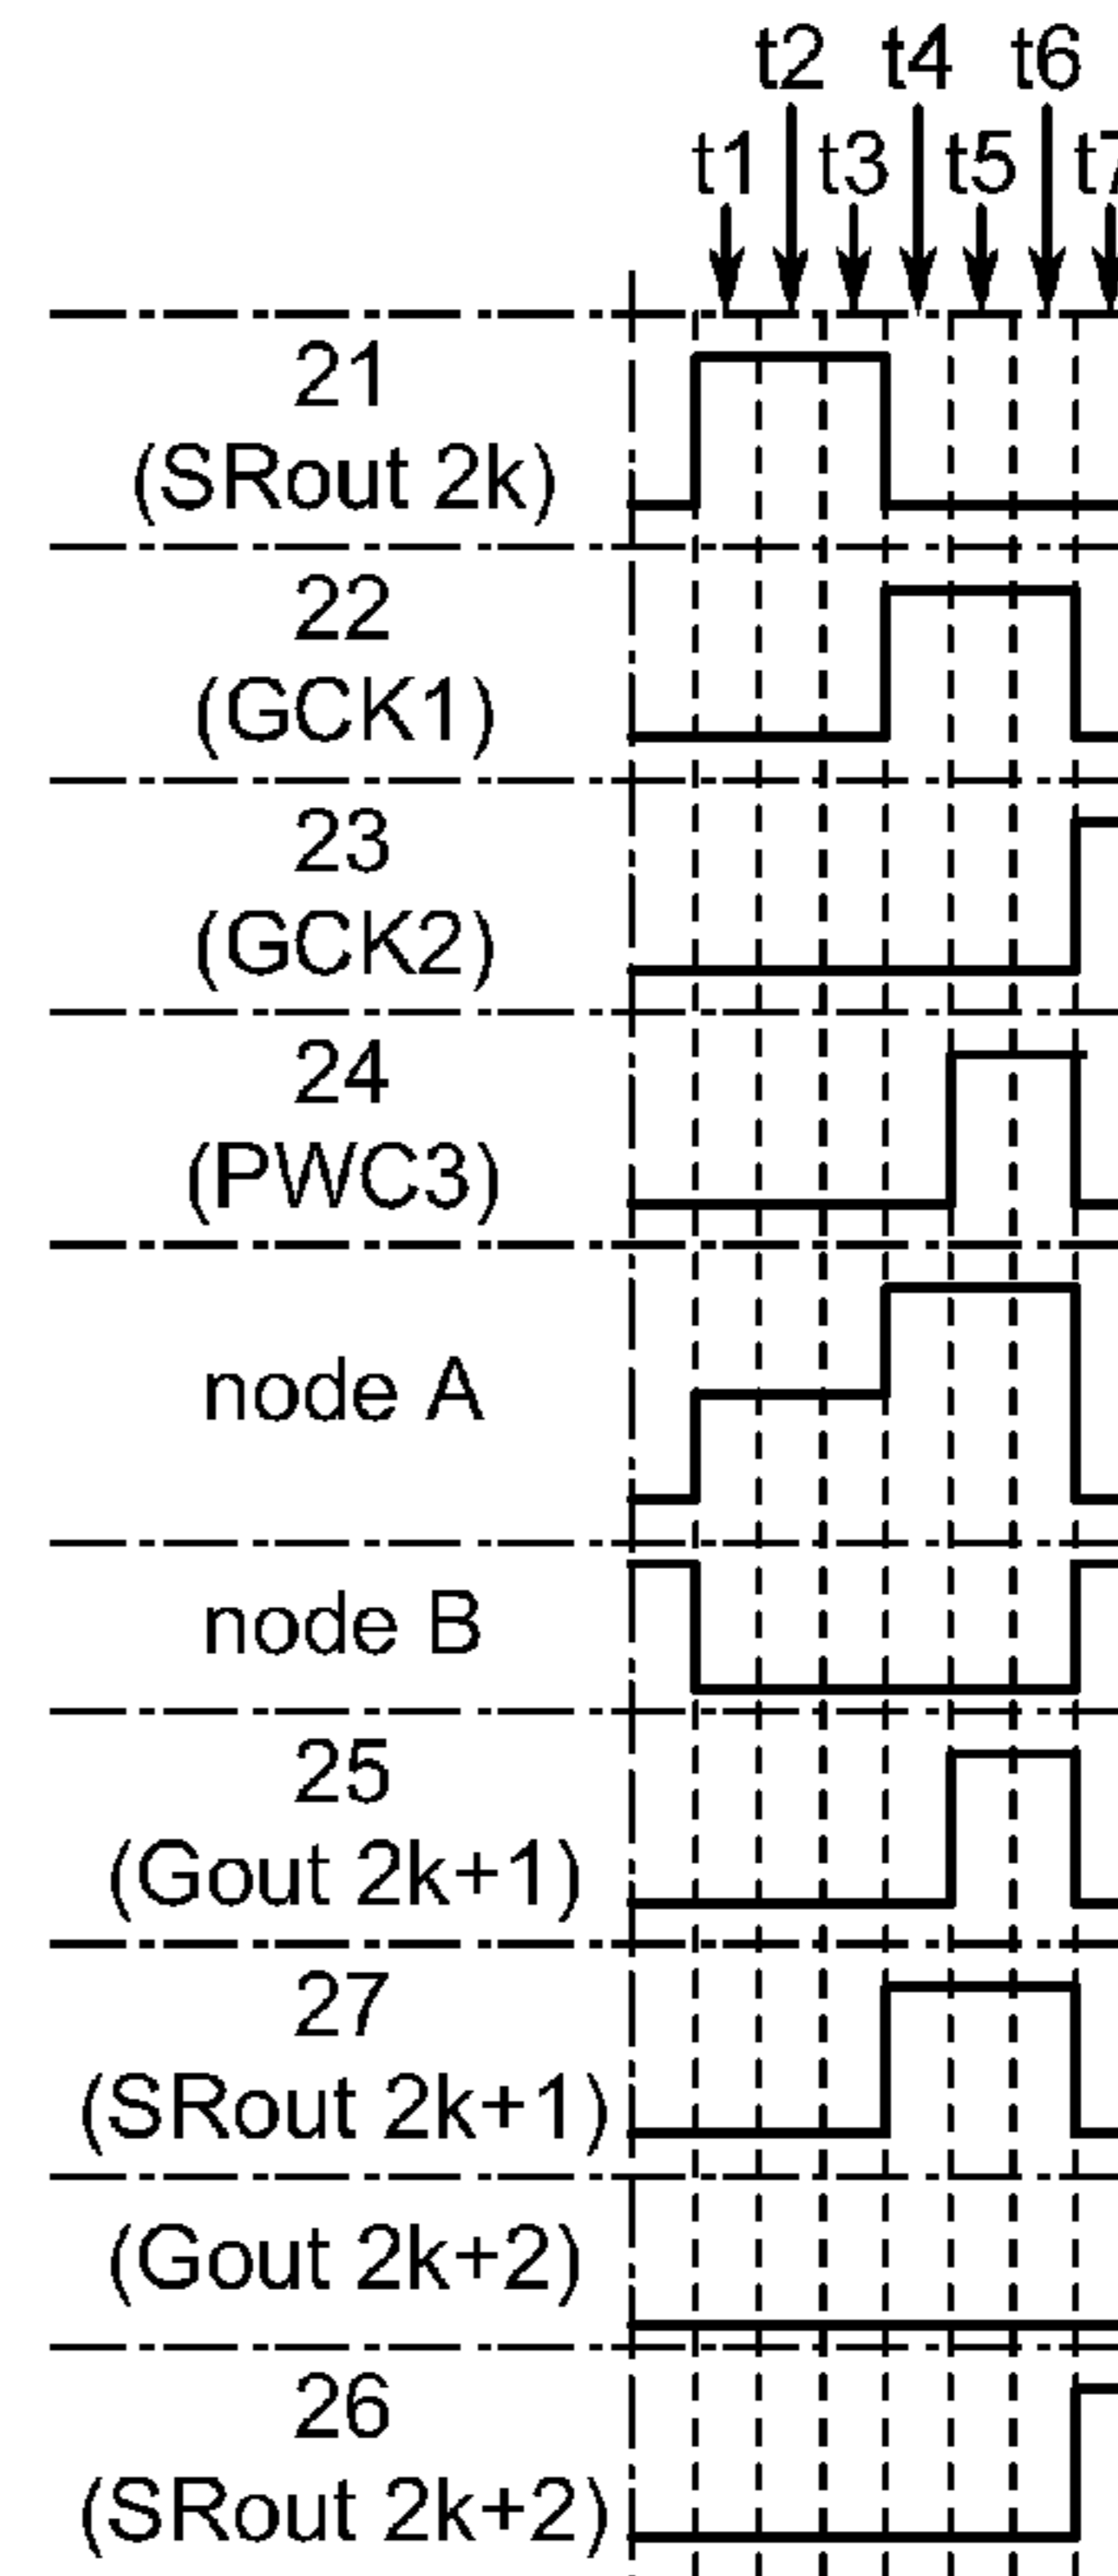 t2 t4 t6
t1 t3 t5 t7
21
(SRout 2k)
22
(GCK1)
23
(GCK2)
24
(PWC3)
node A
node B
25
(Gout 2k+1)
27
(SRout 2k+1)
(Gout 2k+2)
26
(SRout 2k+2)